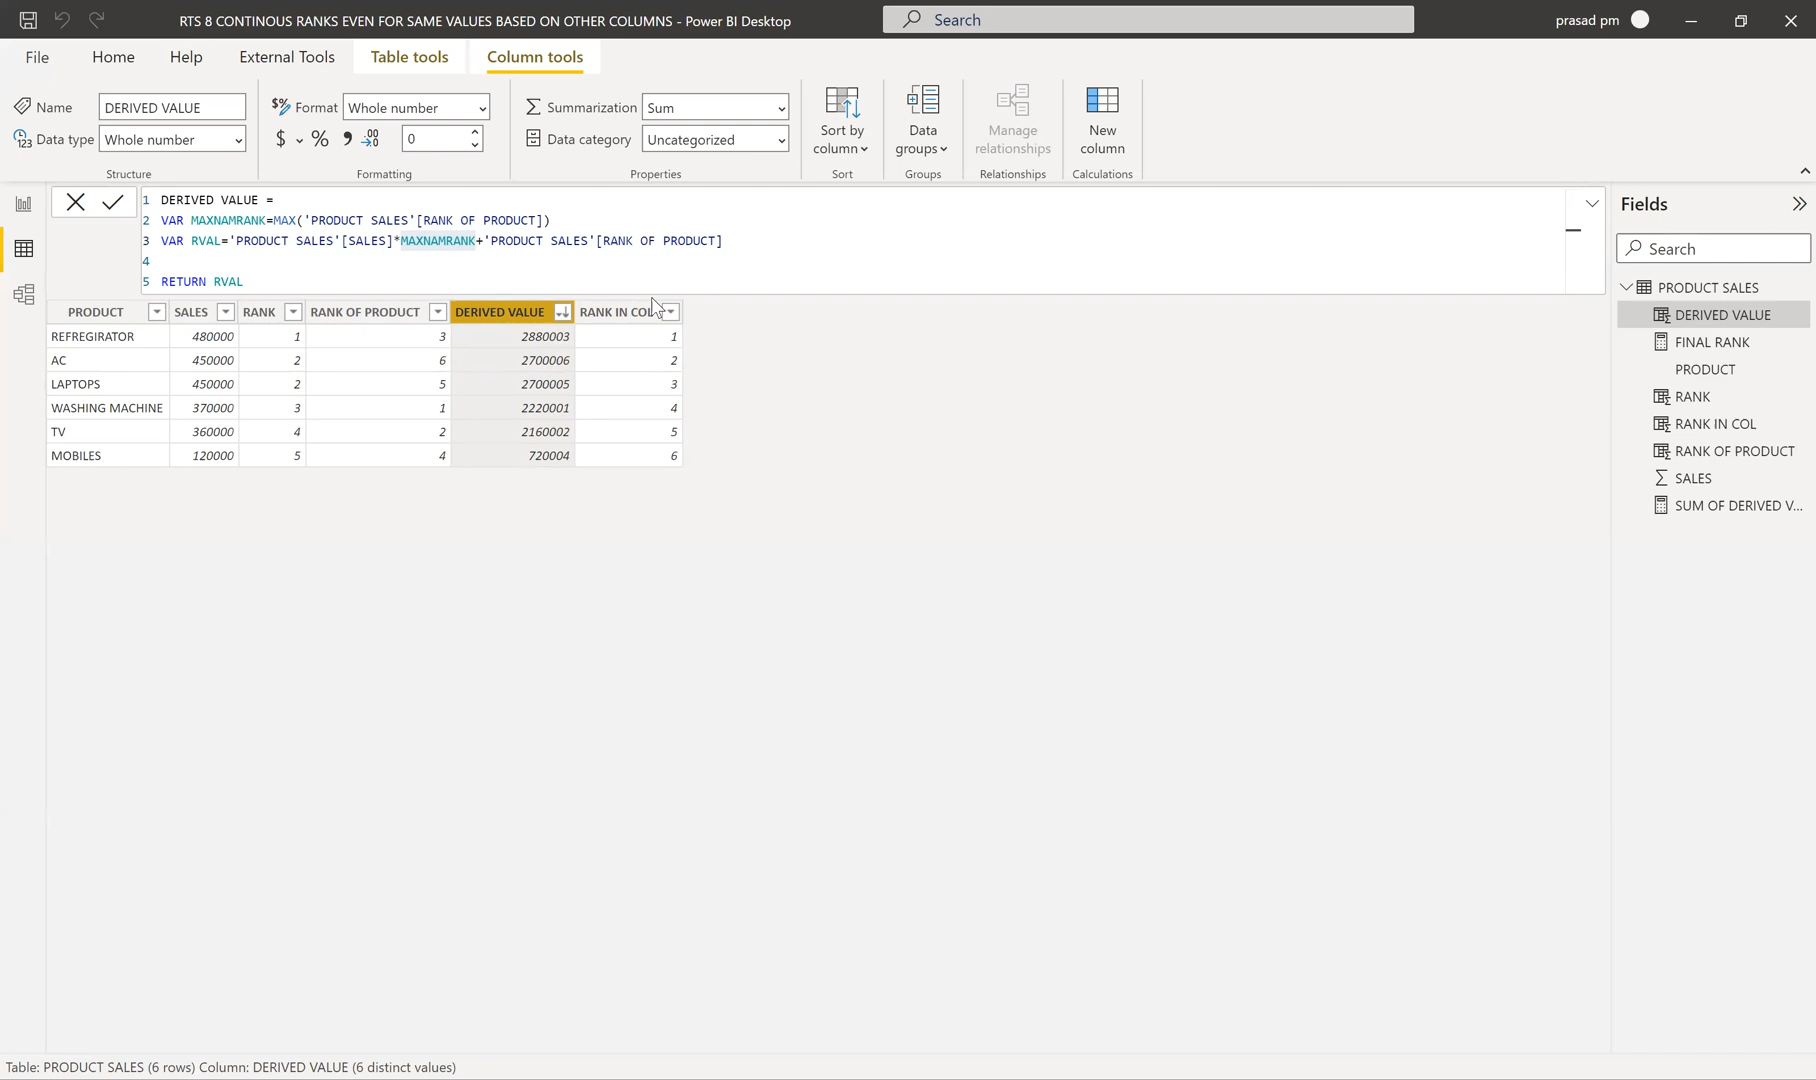 RTS 8 CONTINOUS RANKS EVEN FOR SAME VALUES BASED ON OTHER COLUMNS - Power BI Desktop
Search
prasad pm
File Home Help External Tools Table tools Column tools
Name DERIVED VALUE
Data type Whole number
Structure
Format Whole number
$ % 9 .00 0
Formatting
Summarization Sum
Data category Uncategorized
Properties
Sort by
column
Sort
Data
groups
Groups
Manage
relationships
Relationships
New
column
Calculations
1 DERIVED VALUE =
2 VAR MAXNAMRANK=MAX('PRODUCT SALES'[RANK OF PRODUCT])
3 VAR RVAL='PRODUCT SALES'[SALES]*MAXNAMRANK+'PRODUCT SALES'[RANK OF PRODUCT]
4
5 RETURN RVAL
PRODUCT SALES RANK RANK OF PRODUCT DERIVED VALUE RANK IN COL
REFREGIRATOR 480000 1 3 2880003 1
AC 450000 2 6 2700006 2
LAPTOPS 450000 2 5 2700005 3
WASHING MACHINE 370000 3 1 2220001 4
TV 360000 4 2 2160002 5
MOBILES 120000 5 4 720004 6
Fields
Search
PRODUCT SALES
DERIVED VALUE
FINAL RANK
PRODUCT
RANK
RANK IN COL
RANK OF PRODUCT
SALES
SUM OF DERIVED V...
Table: PRODUCT SALES (6 rows) Column: DERIVED VALUE (6 distinct values)